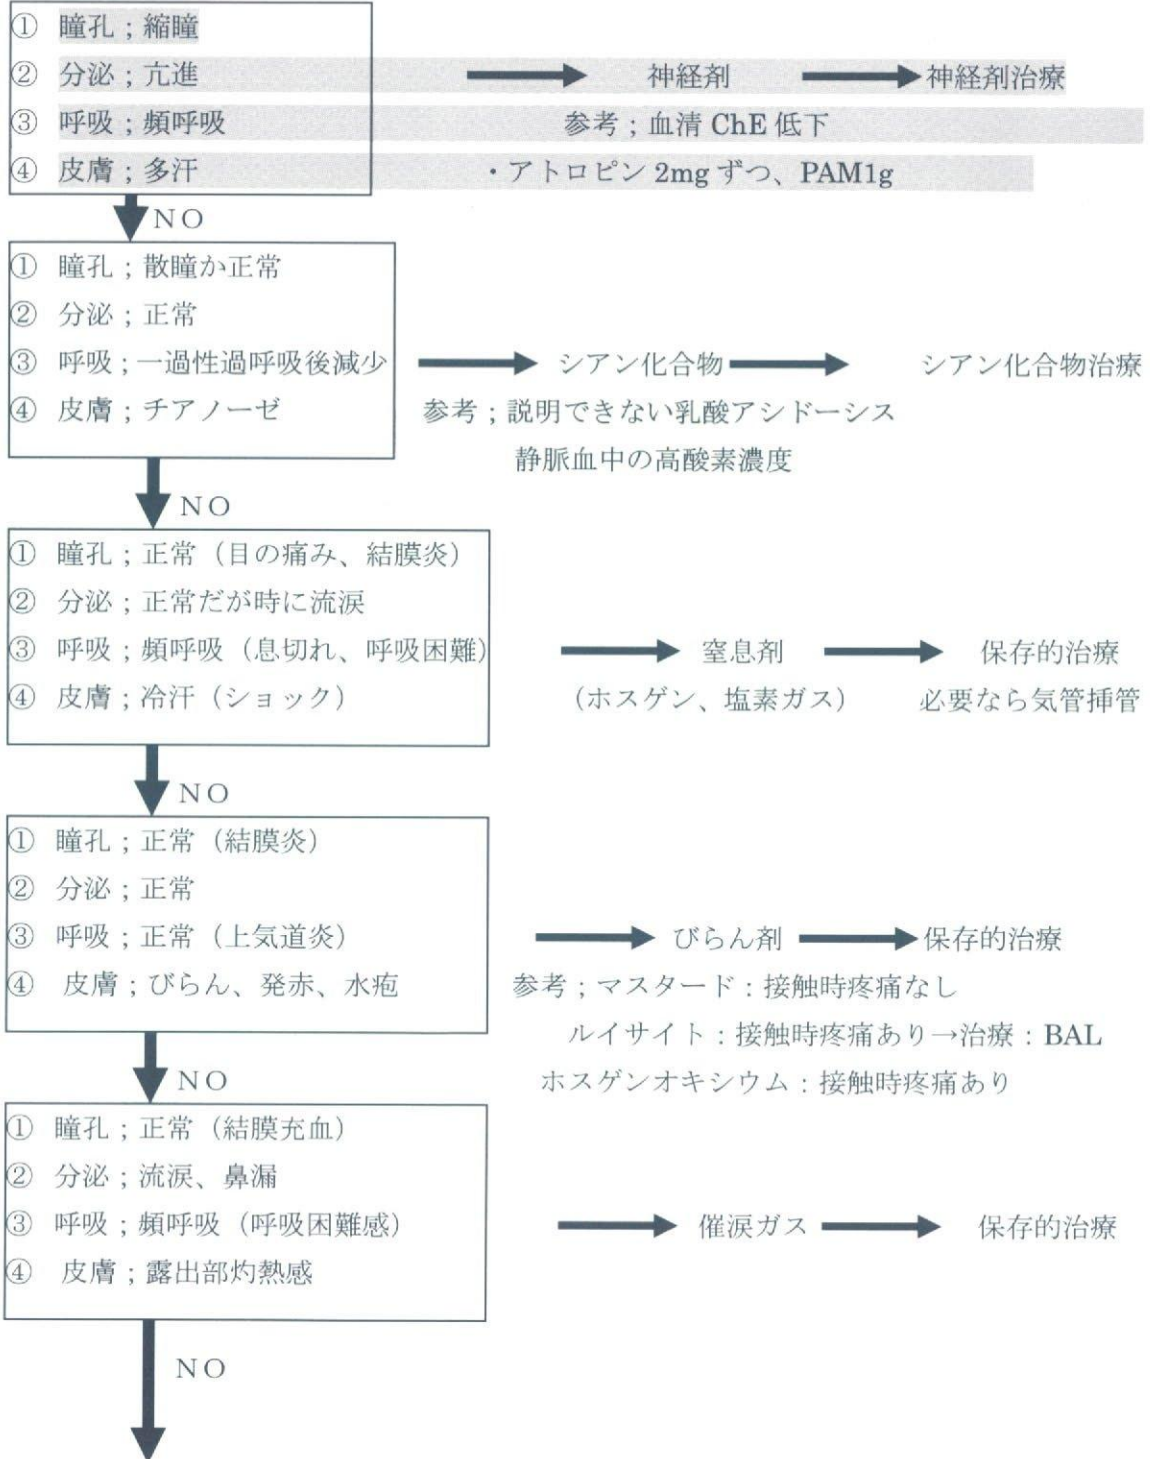 ① 瞳孔；縮瞳
② 分泌；亢進 神経剤 神経剤治療
③ 呼吸；頻呼吸 参考；血清 ChE 低下
④ 皮膚；多汗 ・アトロピン 2mg ずつ、PAM1g
NO
① 瞳孔；散瞳か正常
② 分泌；正常
③ 呼吸；一過性過呼吸後減少 シアン化合物 シアン化合物治療
④ 皮膚；チアノーゼ 参考；説明できない乳酸アシドーシス
静脈血中の高酸素濃度
NO
① 瞳孔；正常（目の痛み、結膜炎）
② 分泌；正常だが時に流涙
③ 呼吸；頻呼吸（息切れ、呼吸困難） 窒息剤 保存的治療
④ 皮膚；冷汗（ショック） （ホスゲン、塩素ガス） 必要なら気管挿管
NO
① 瞳孔；正常（結膜炎）
② 分泌；正常
③ 呼吸；正常（上気道炎） びらん剤 保存的治療
④ 皮膚；びらん、発赤、水疱 参考；マスタード：接触時疼痛なし
ルイサイト：接触時疼痛あり→治療：BAL
NO ホスゲンオキシウム：接触時疼痛あり
① 瞳孔；正常（結膜充血）
② 分泌；流涙、鼻漏
③ 呼吸；頻呼吸（呼吸困難感） 催涙ガス 保存的治療
④ 皮膚；露出部灼熱感
NO